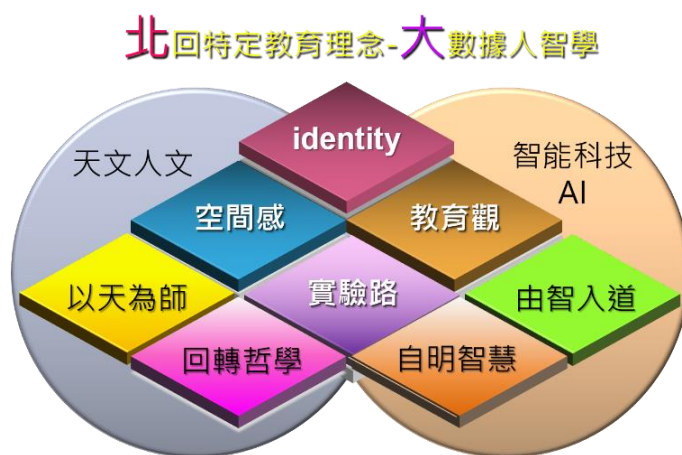 北回特定教育理念-大數據人智學
identity
天文人文
智能科技
AI
空間感
教育觀
以天為師
實驗路
由智入道
回轉哲學
自明智慧